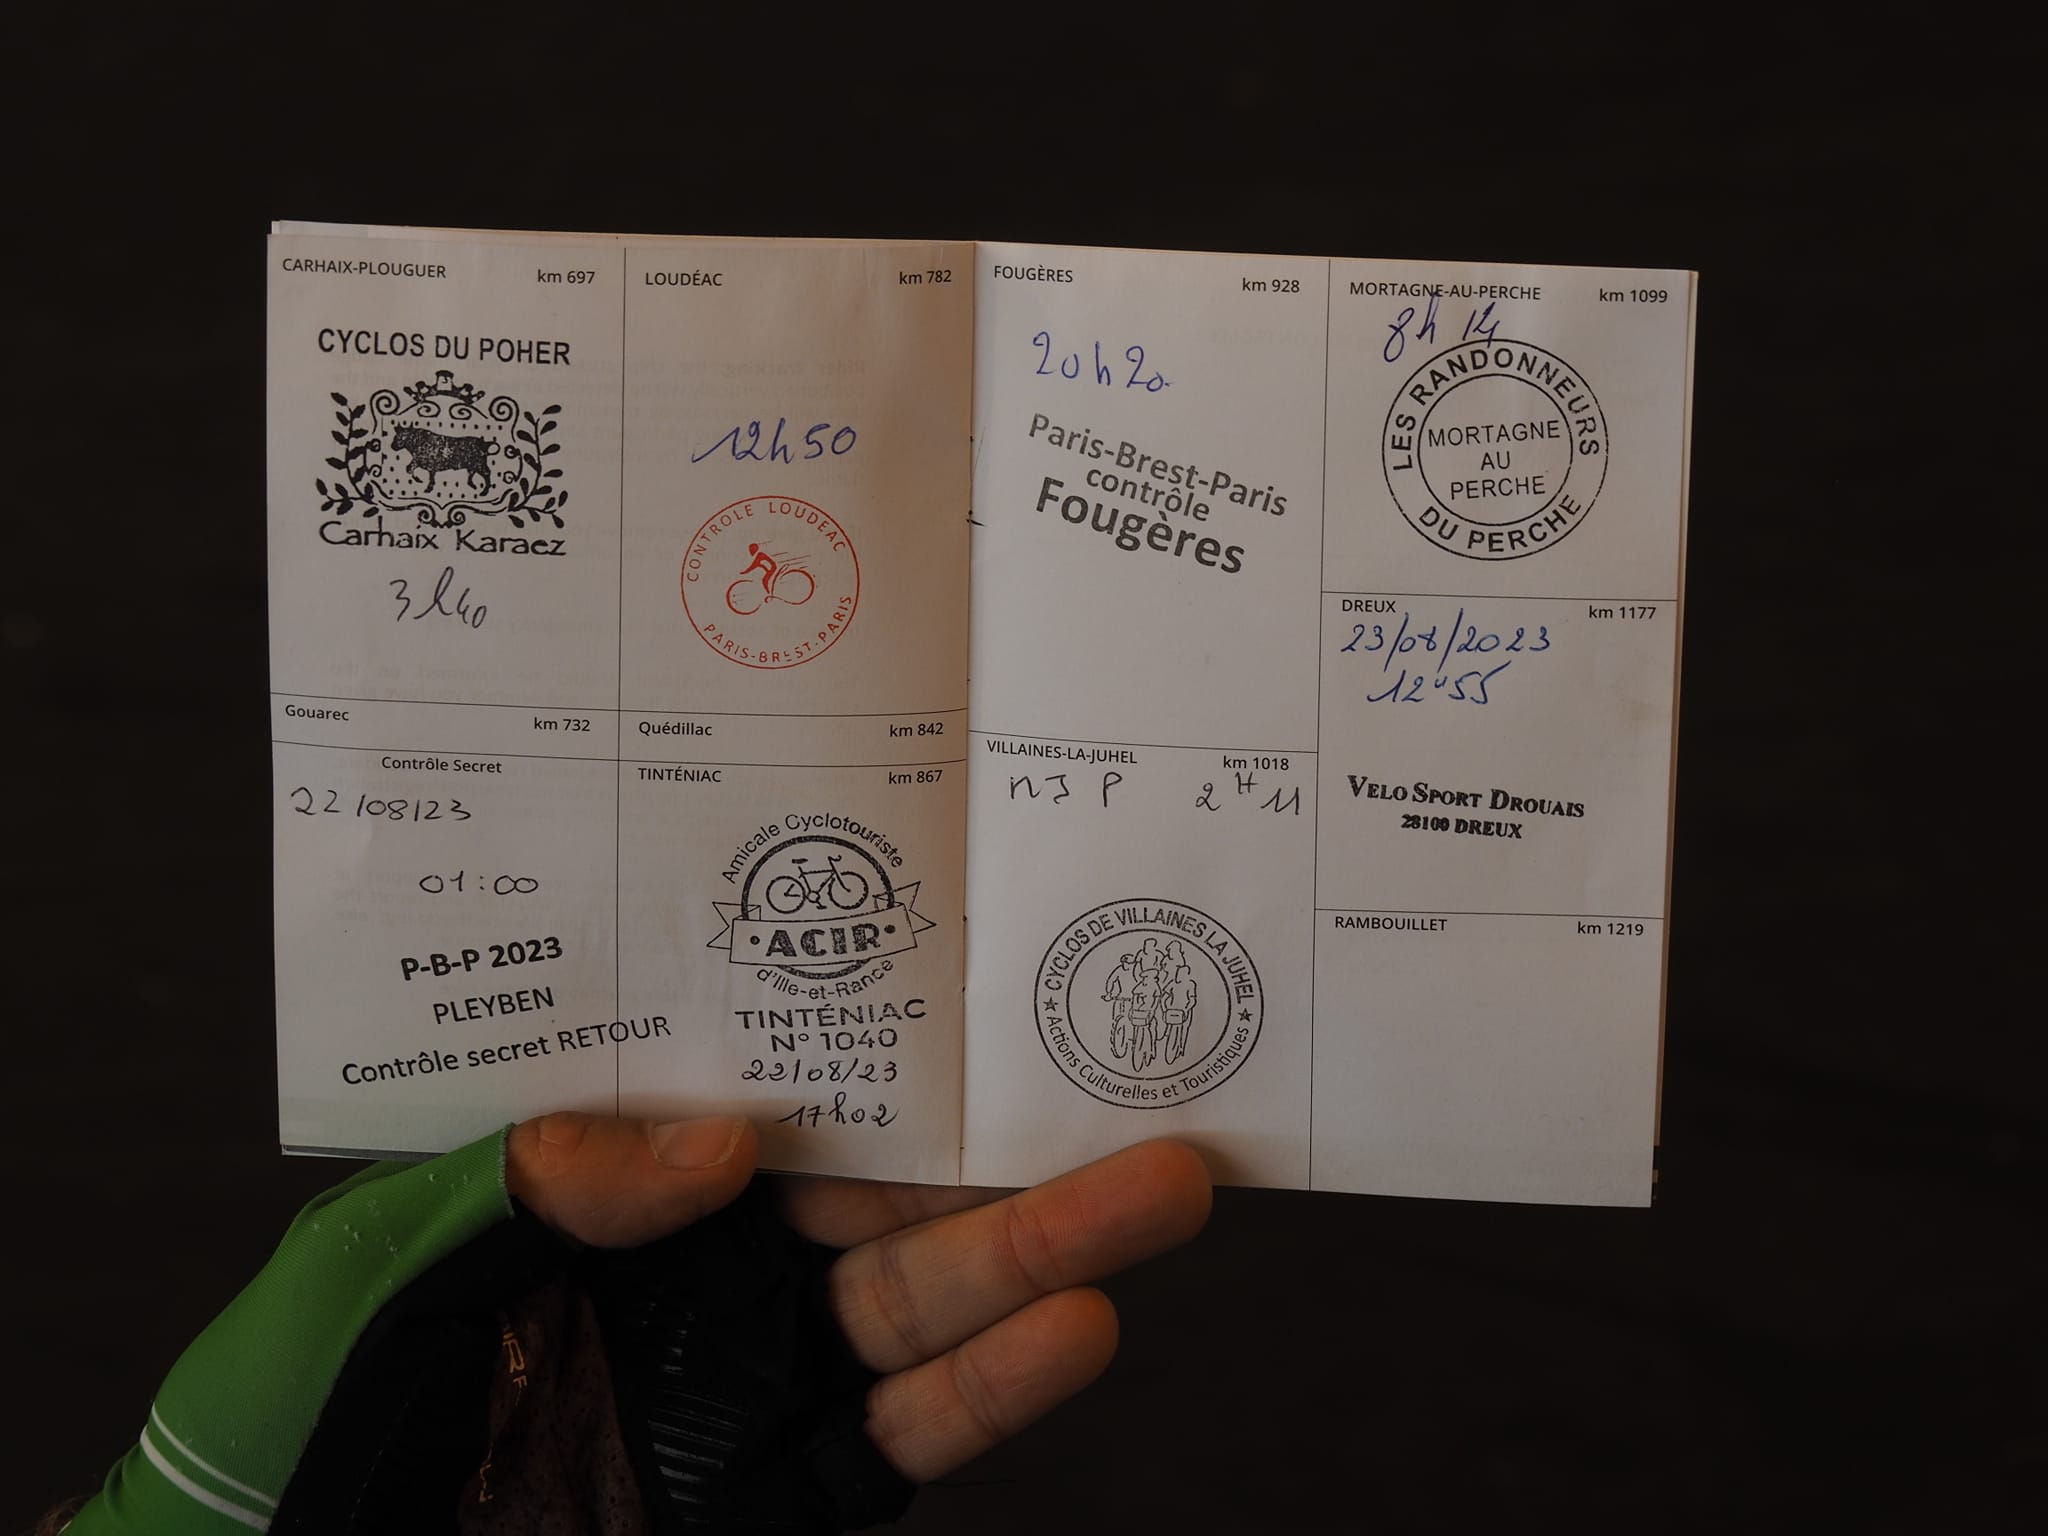 CARHAIX-PLOUGUER km 697
CYCLOS DU POHER
Carhaix Karaez
3h40
Gouarec km 732
Contrôle Secret
22/08/23
01:00
P-B-P 2023
PLEYBEN
Contrôle secret RETOUR
LOUDÉAC km 782
12h50
CONTROLE LOUDEAC
PARIS-BREST-PARIS
Quédillac km 842
TINTÉNIAC km 867
Amicale Cyclotouriste
ACIR
d'Ille-et-Rance
TINTÉNIAC
N° 1040
22/08/23
17h02
FOUGÈRES km 928
20h20
Paris-Brest-Paris
contrôle
Fougères
VILLAINES-LA-JUHEL km 1018
NJP 2H11
CYCLOS DE VILLAINES LA JUHEL
Actions Culturelles et Touristiques
MORTAGNE-AU-PERCHE km 1099
8h14
LES RANDONNEURS
MORTAGNE
AU
PERCHE
DU PERCHE
DREUX km 1177
23/08/2023
12H55
VELO SPORT DROUAIS
28100 DREUX
RAMBOUILLET km 1219